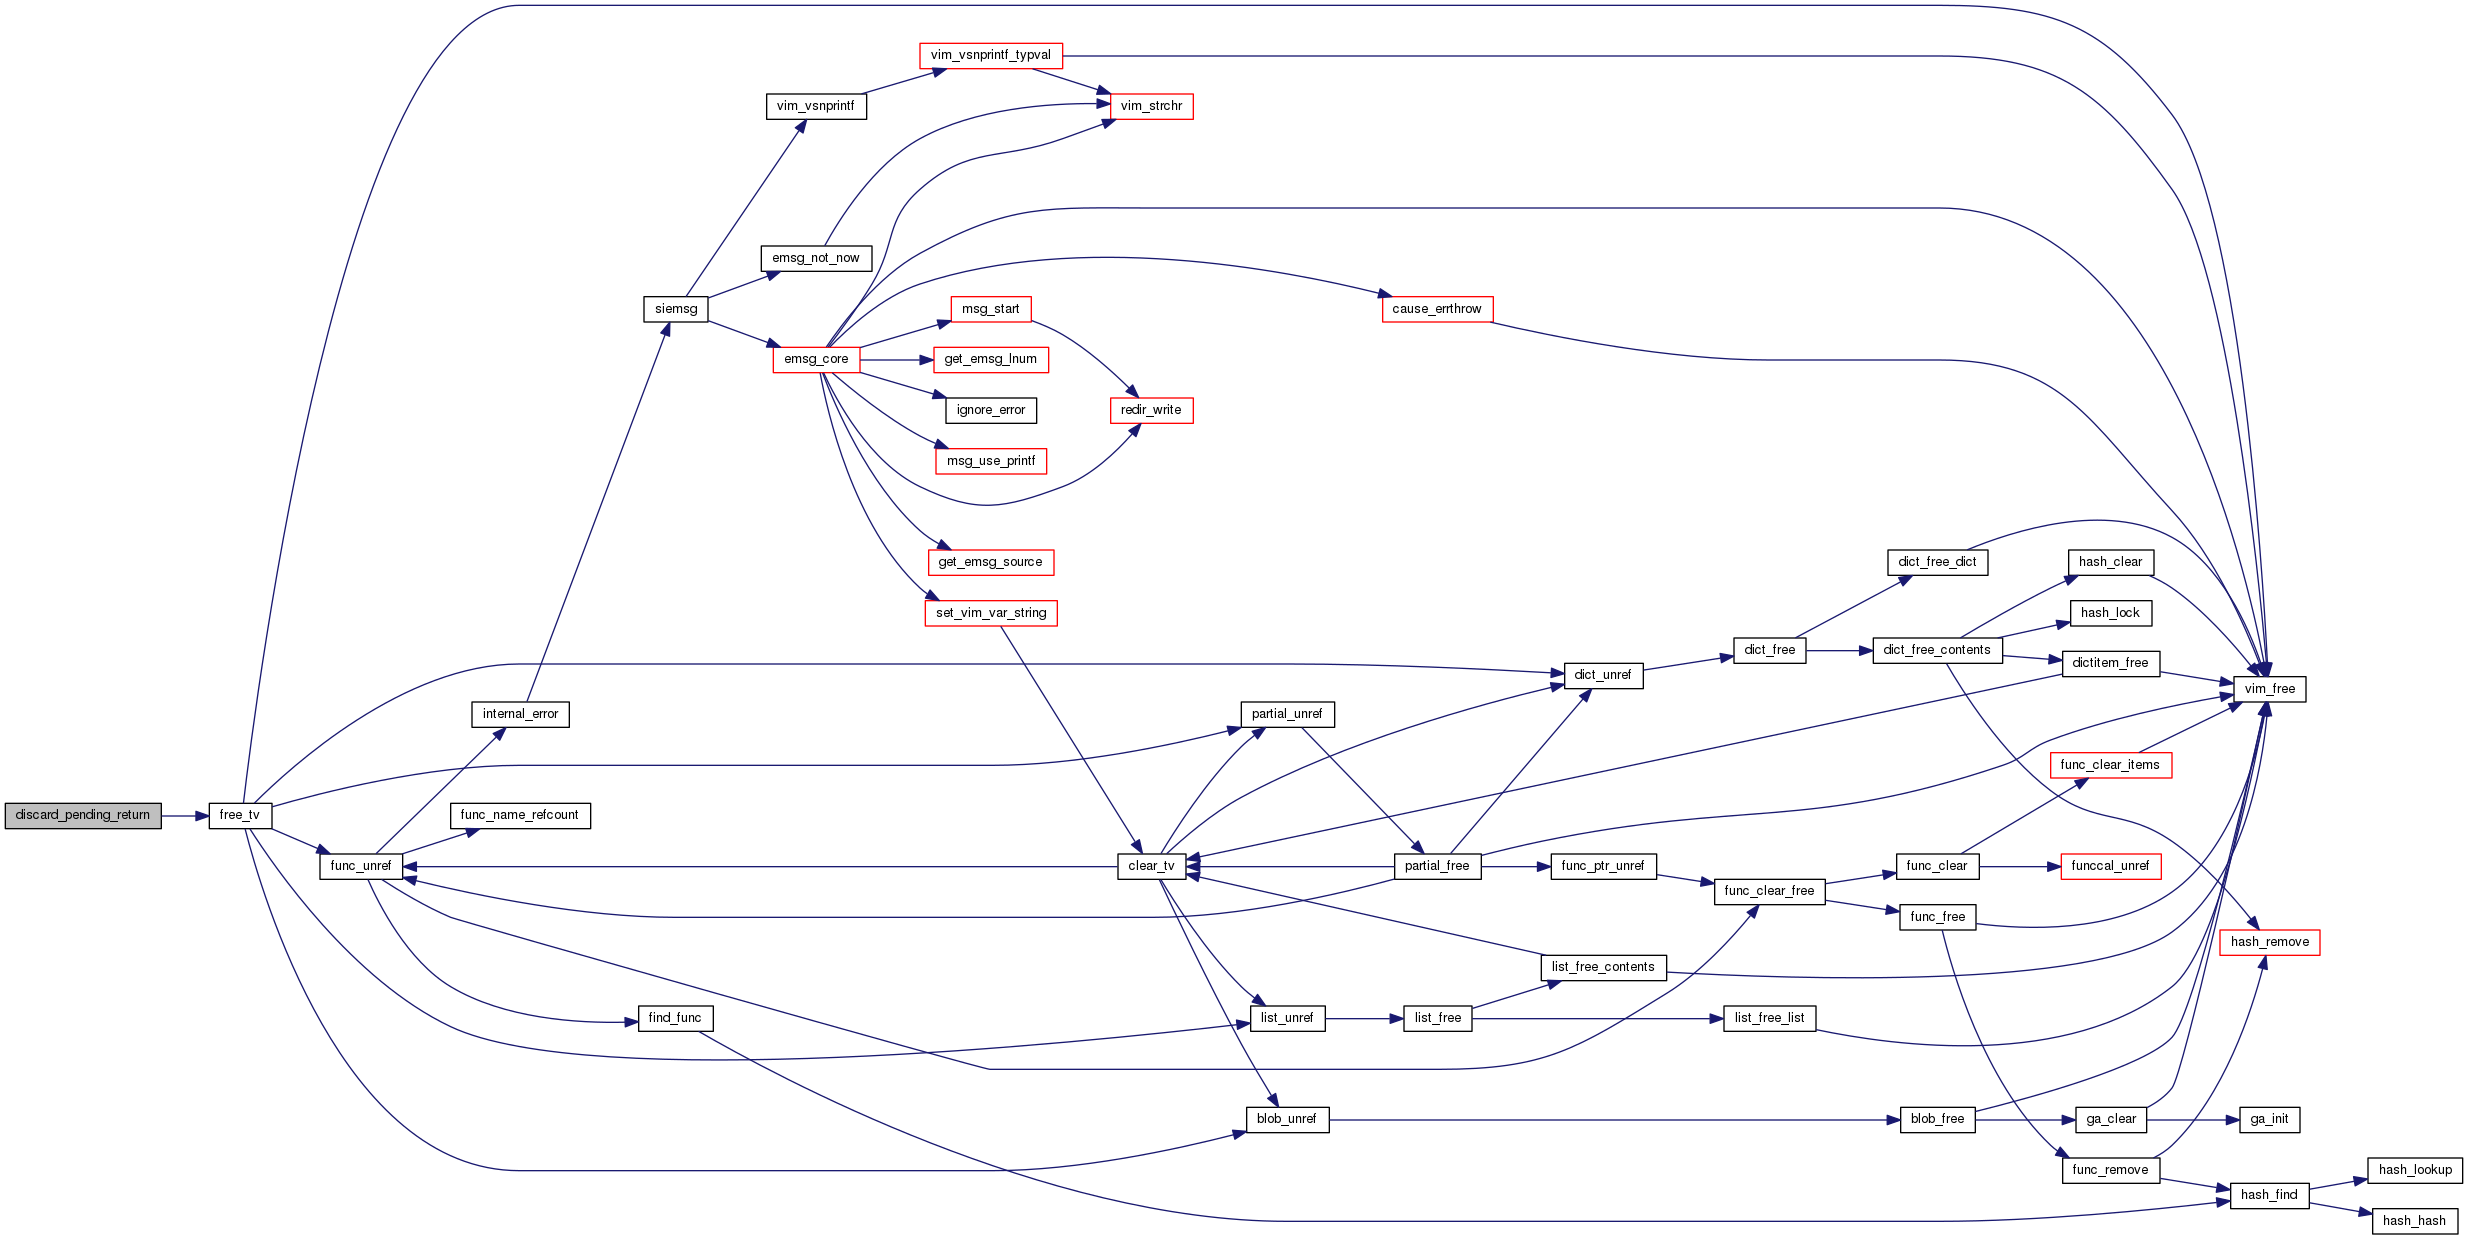 vim_vsnprintf_typval
vim_vsnprintf
vim_strchr
emsg_not_now
siemsg
msg_start
cause_errthrow
emsg_core
get_emsg_lnum
ignore_error
redir_write
msg_use_printf
get_emsg_source
dict_free_dict
hash_clear
set_vim_var_string
hash_lock
dict_free
dict_free_contents
dictitem_free
dict_unref
vim_free
internal_error
partial_unref
func_clear_items
discard_pending_return
free_tv
func_name_refcount
func_unref
clear_tv
partial_free
func_ptr_unref
func_clear
funccal_unref
func_clear_free
func_free
hash_remove
list_free_contents
find_func
list_unref
list_free
list_free_list
blob_unref
blob_free
ga_clear
ga_init
func_remove
hash_lookup
hash_find
hash_hash